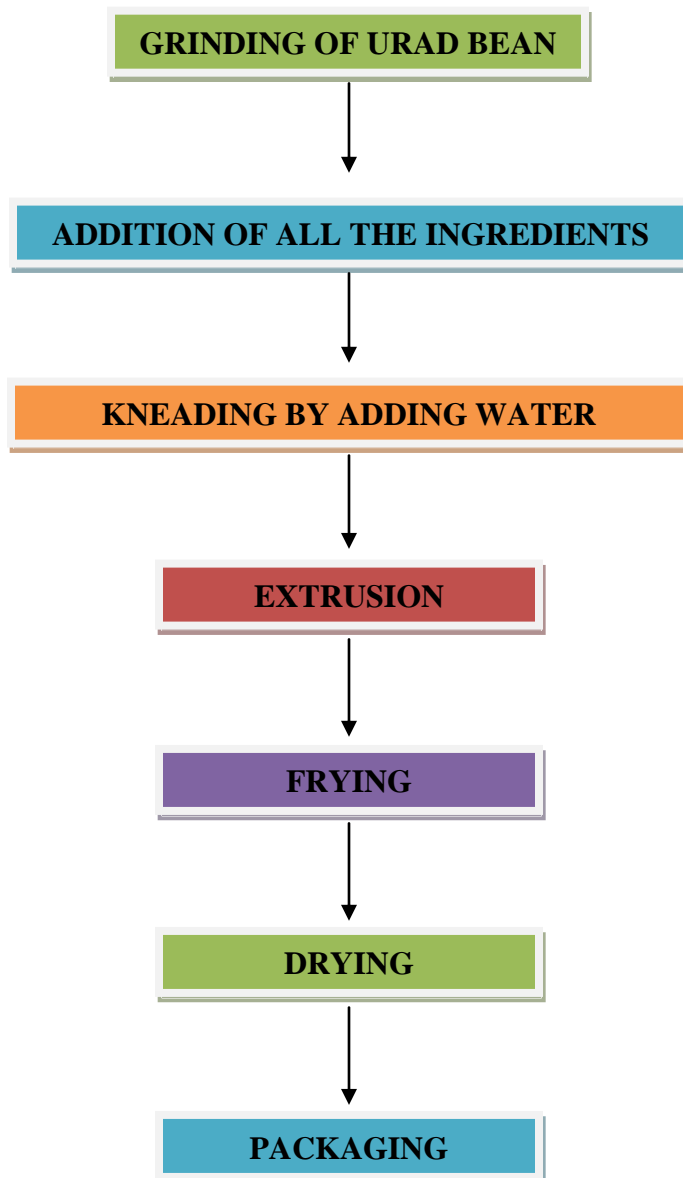 GRINDING OF URAD BEAN
ADDITION OF ALL THE INGREDIENTS
KNEADING BY ADDING WATER
EXTRUSION
FRYING
DRYING
PACKAGING